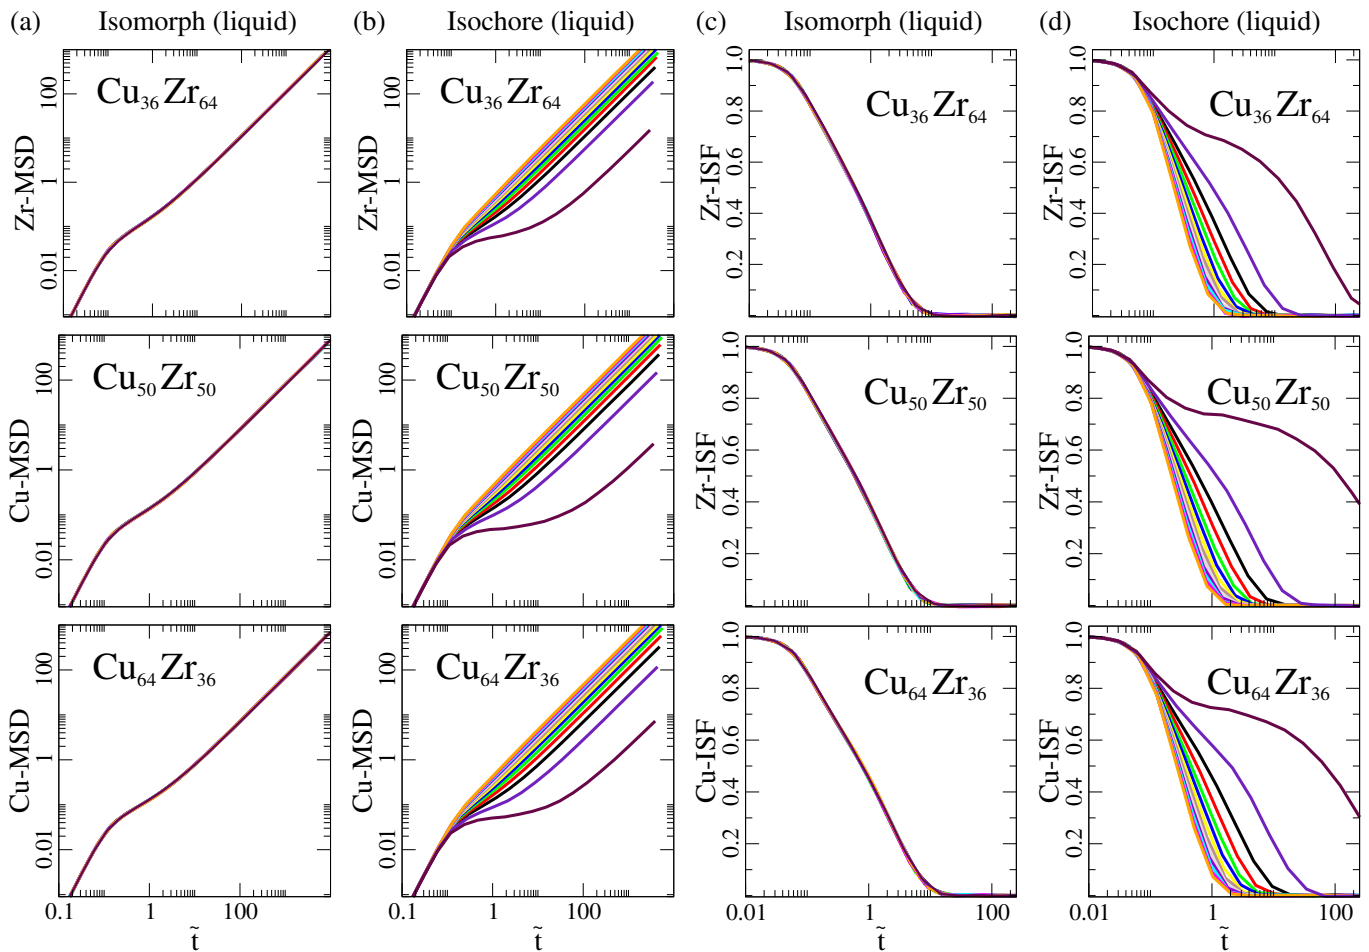 (a) Isomorph (liquid) (b) Isochore (liquid) (c) Isomorph (liquid) (d) Isochore (liquid)
Zr-MSD 100 1 0.01 Cu36Zr64
Zr-MSD 100 1 0.01 Cu36Zr64
Zr-ISF 1.0 0.8 0.6 0.4 0.2 Cu36Zr64
Zr-ISF 1.0 0.8 0.6 0.4 0.2 Cu36Zr64
Cu-MSD 100 1 0.01 Cu50Zr50
Cu-MSD 100 1 0.01 Cu50Zr50
Zr-ISF 1.0 0.8 0.6 0.4 0.2 Cu50Zr50
Zr-ISF 1.0 0.8 0.6 0.4 0.2 Cu50Zr50
Cu-MSD 100 1 0.01 Cu64Zr36
Cu-MSD 100 1 0.01 Cu64Zr36
Cu-ISF 1.0 0.8 0.6 0.4 0.2 Cu64Zr36
Cu-ISF 1.0 0.8 0.6 0.4 0.2 Cu64Zr36
0.1 1 100 0.1 1 100 0.01 1 100 0.01 1 100
t̃ t̃ t̃ t̃